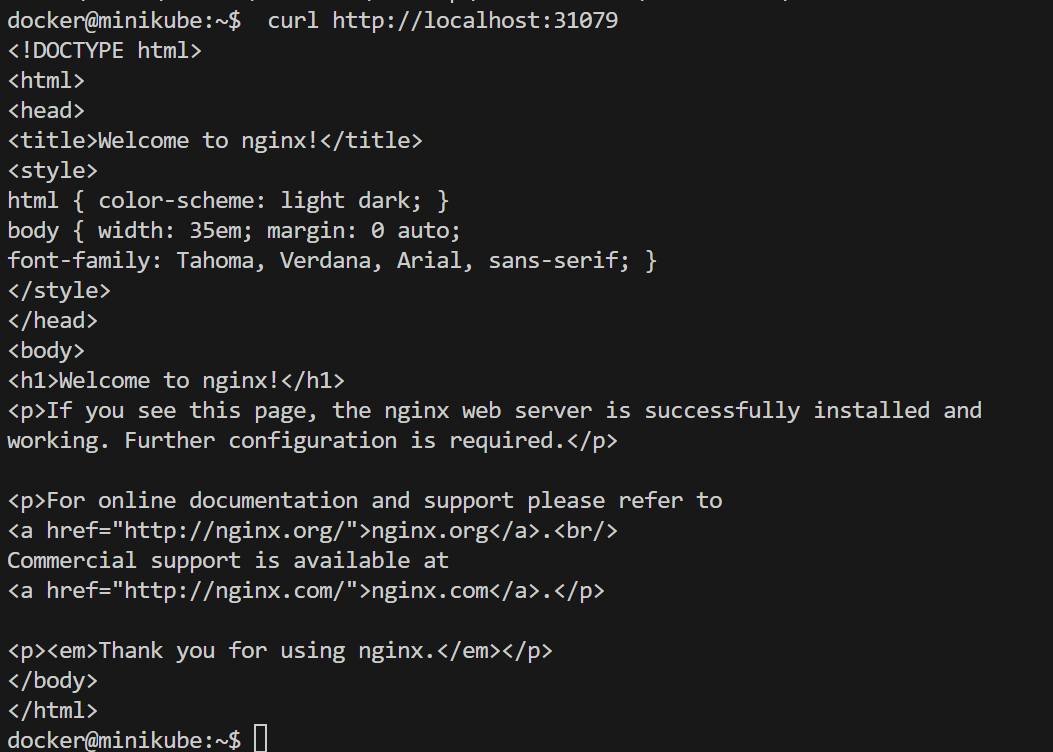 docker@minikube:~$  curl http://localhost:31079
<!DOCTYPE html>
<html>
<head>
<title>Welcome to nginx!</title>
<style>
html { color-scheme: light dark; }
body { width: 35em; margin: 0 auto;
font-family: Tahoma, Verdana, Arial, sans-serif; }
</style>
</head>
<body>
<h1>Welcome to nginx!</h1>
<p>If you see this page, the nginx web server is successfully installed and
working. Further configuration is required.</p>

<p>For online documentation and support please refer to
<a href="http://nginx.org/">nginx.org</a>.<br/>
Commercial support is available at
<a href="http://nginx.com/">nginx.com</a>.</p>

<p><em>Thank you for using nginx.</em></p>
</body>
</html>
docker@minikube:~$